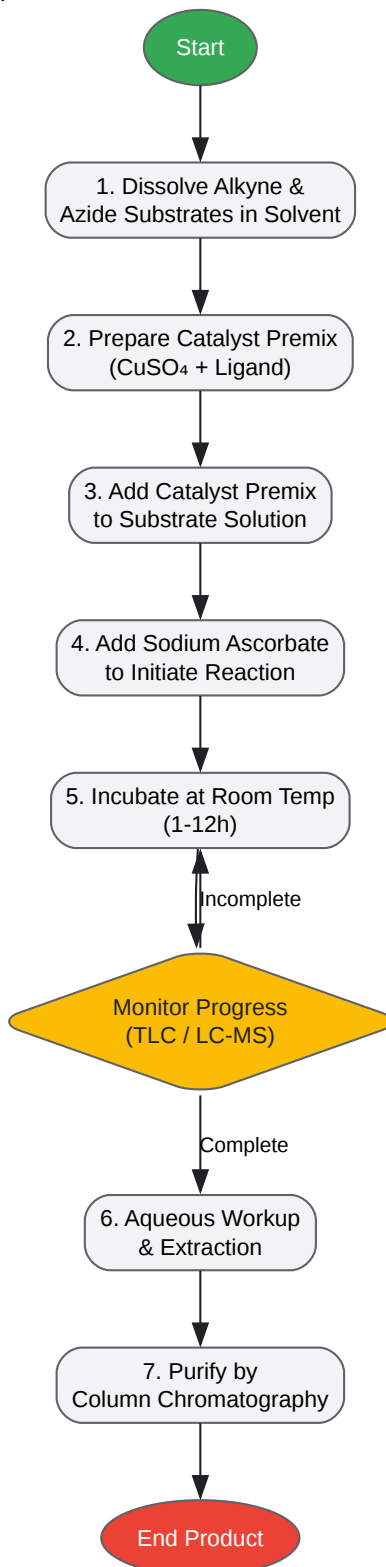 Start
1. Dissolve Alkyne &
Azide Substrates in Solvent
2. Prepare Catalyst Premix
(CuSO₄ + Ligand)
3. Add Catalyst Premix
to Substrate Solution
4. Add Sodium Ascorbate
to Initiate Reaction
5. Incubate at Room Temp
(1-12h)
Incomplete
Monitor Progress
(TLC / LC-MS)
Complete
6. Aqueous Workup
& Extraction
7. Purify by
Column Chromatography
End Product